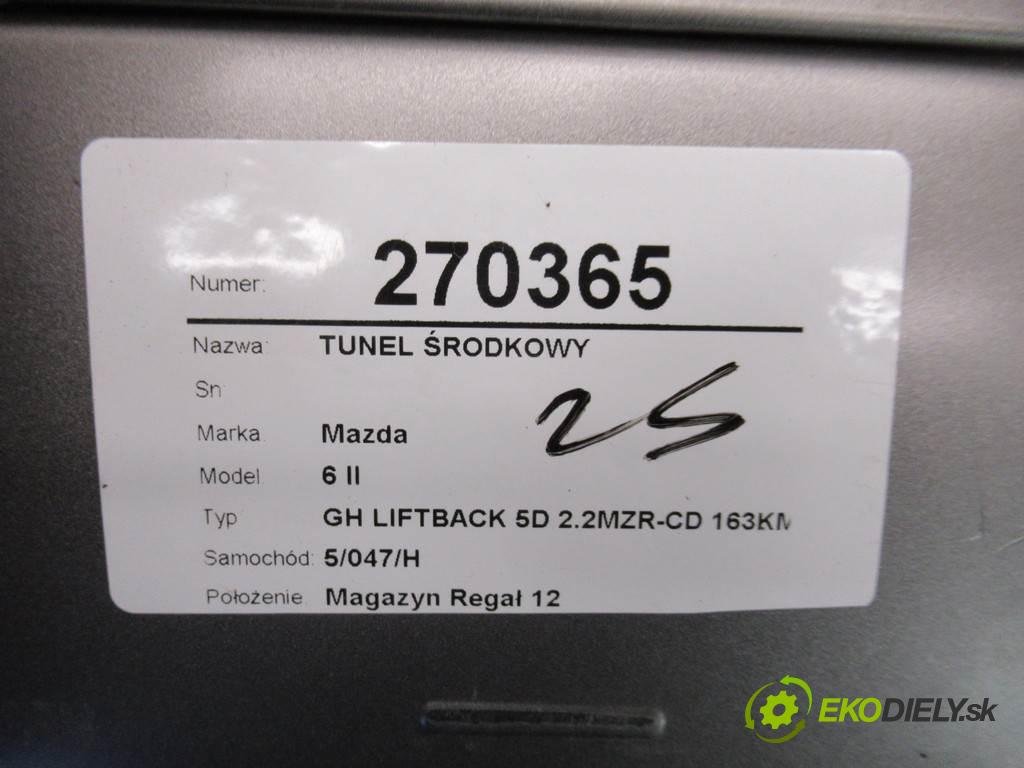 Numer: 270365
Nazwa: TUNEL ŚRODKOWY
Sn:
Marka: Mazda
Model: 6 II
Typ: GH LIFTBACK 5D 2.2MZR-CD 163KM
Samochód: 5/047/H
Położenie: Magazyn Regał 12
EKODIELY.sk